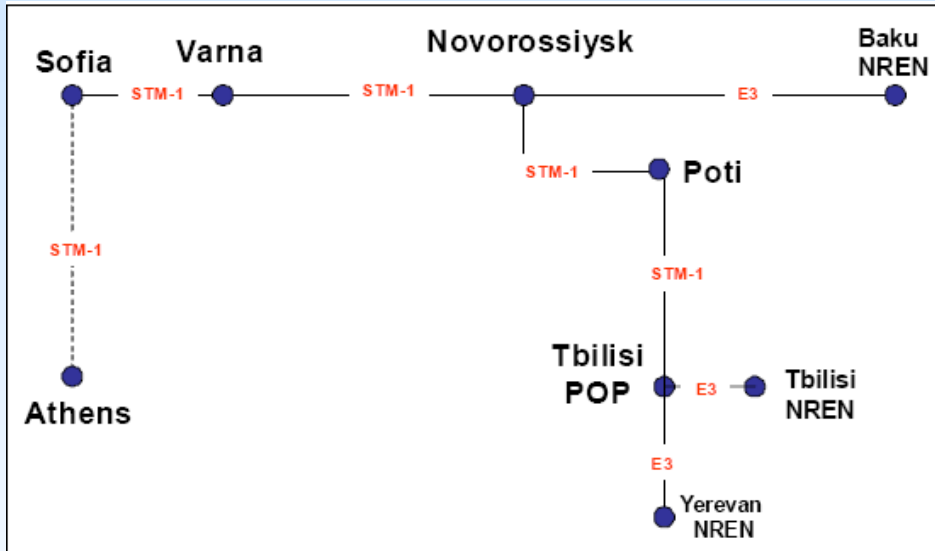 Sofia
Varna
Novorossiysk
Baku
NREN
STM-1
STM-1
E3
STM-1
Poti
STM-1
STM-1
Tbilisi
POP
E3
Tbilisi
NREN
Athens
E3
Yerevan
NREN